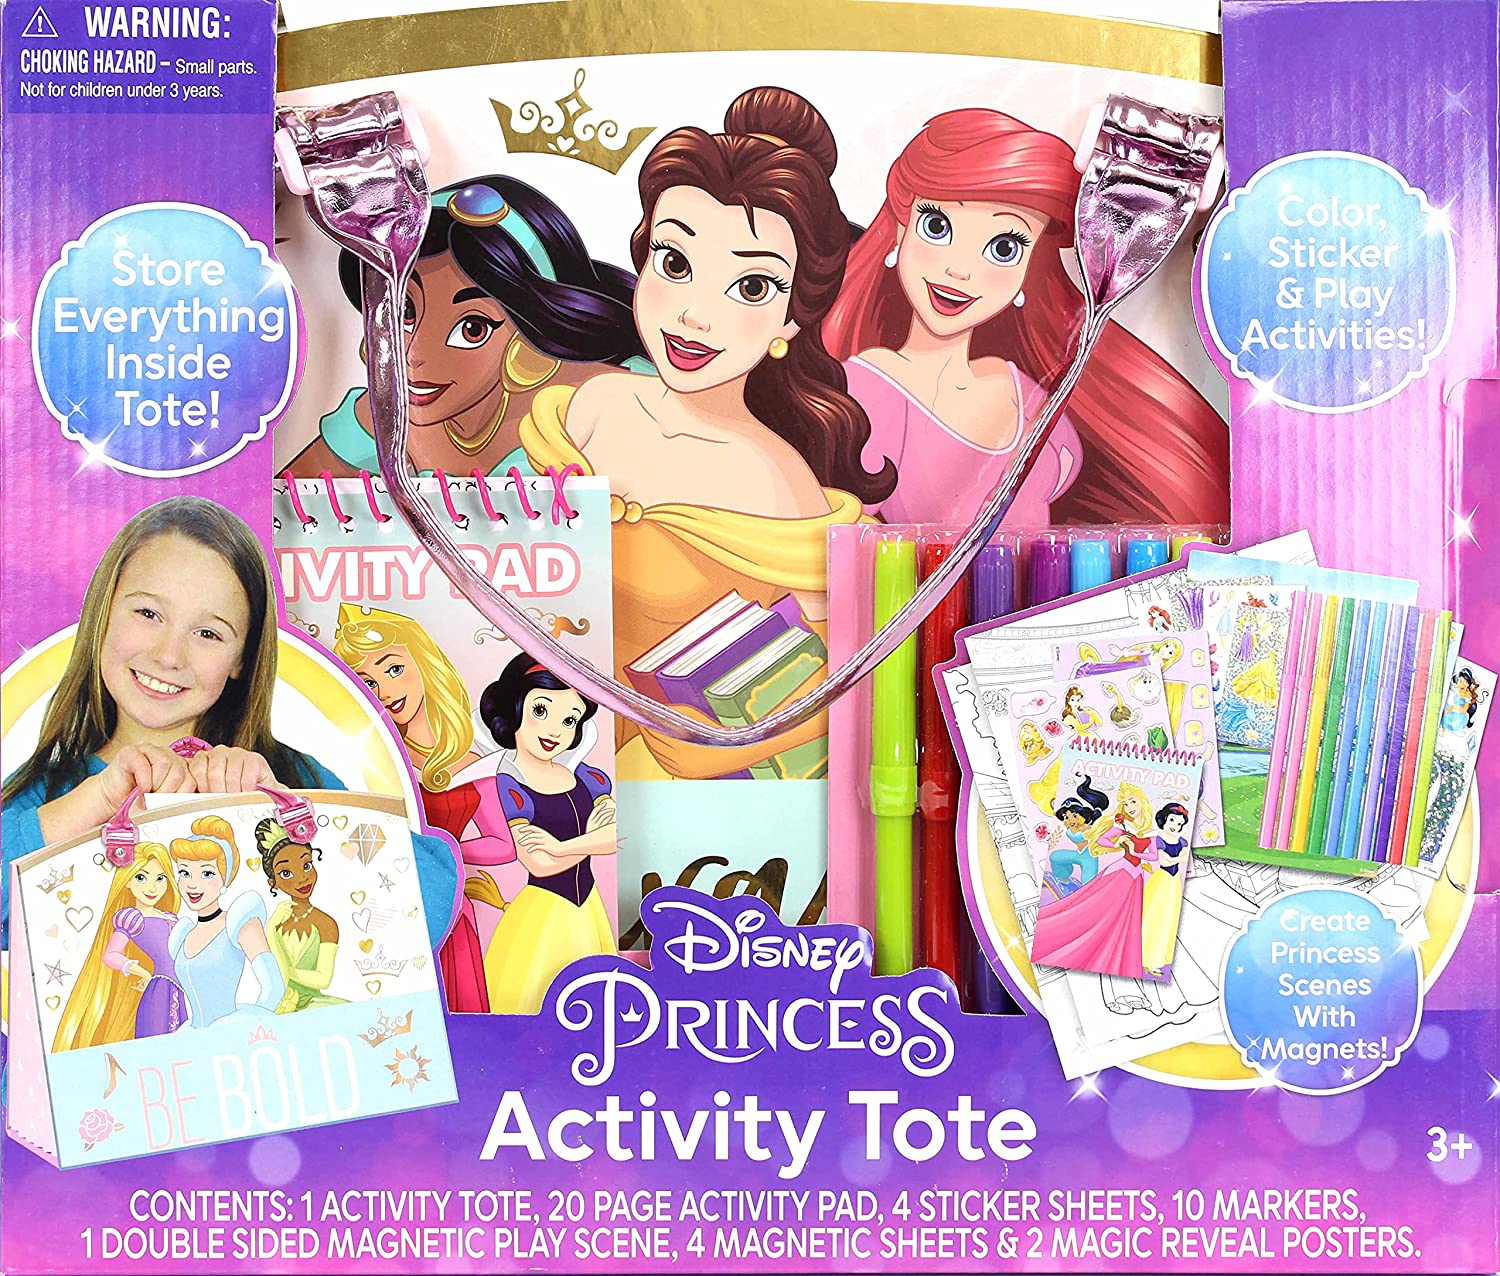 WARNING:
CHOKING HAZARD – Small parts.
Not for children under 3 years.
Store
Everything
Inside
Tote!
Color,
Sticker
& Play
Activities!
IVITY PAD
ACTIVITY PAD
Create
Princess
Scenes
With
Magnets!
BE BOLD
Disney
PRINCESS
Activity Tote
3+
CONTENTS: 1 ACTIVITY TOTE, 20 PAGE ACTIVITY PAD, 4 STICKER SHEETS, 10 MARKERS,
1 DOUBLE SIDED MAGNETIC PLAY SCENE, 4 MAGNETIC SHEETS & 2 MAGIC REVEAL POSTERS.